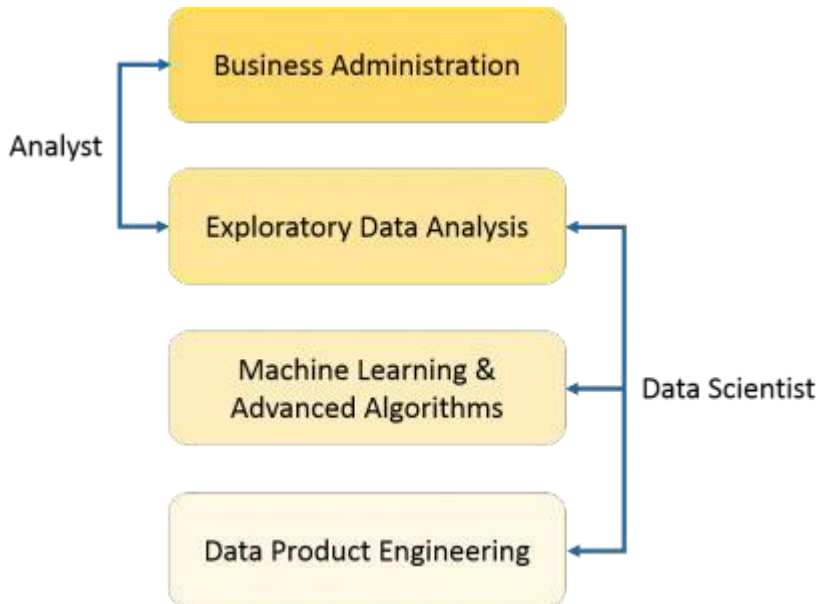 Business Administration
Analyst
Exploratory Data Analysis
Machine Learning &
Advanced Algorithms
Data Scientist
Data Product Engineering